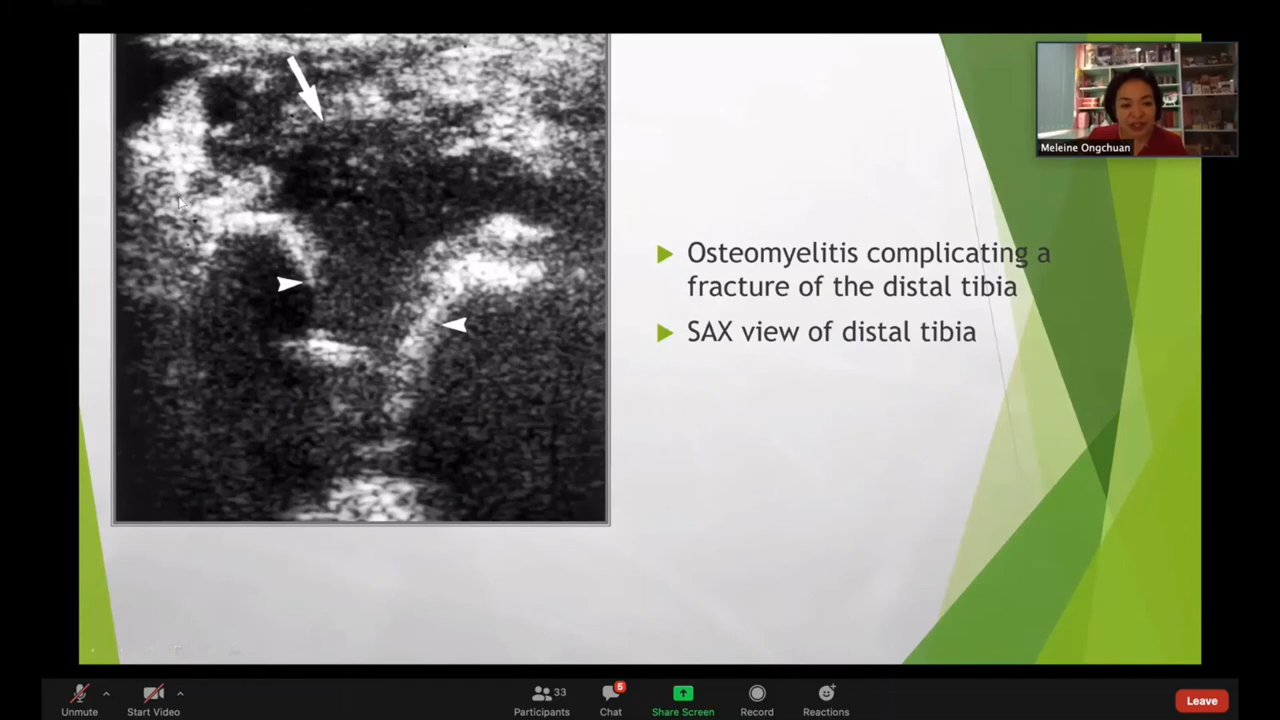 Meleine Ongchuan
Osteomyelitis complicating a
fracture of the distal tibia
SAX view of distal tibia
Unmute
Start Video
33
Participants
5
Chat
Share Screen
Record
Reactions
Leave